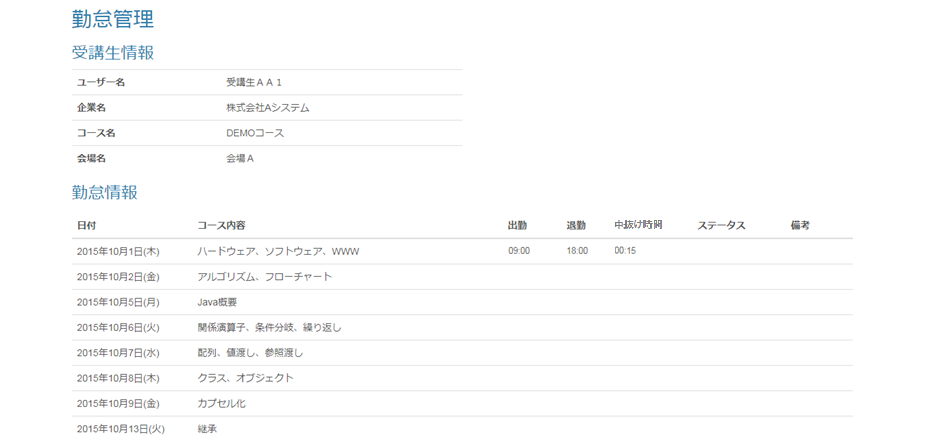 勤怠管理
受講生情報
ユーザー名 受講生ＡＡ１
企業名 株式会社Aシステム
コース名 DEMOコース
会場名 会場Ａ
勤怠情報
日付 コース内容 出勤 退勤 中抜け時間 ステータス 備考
2015年10月1日(木) ハードウェア、ソフトウェア、WWW 09:00 18:00 00:15
2015年10月2日(金) アルゴリズム、フローチャート
2015年10月5日(月) Java概要
2015年10月6日(火) 関係演算子、条件分岐、繰り返し
2015年10月7日(水) 配列、値渡し、参照渡し
2015年10月8日(木) クラス、オブジェクト
2015年10月9日(金) カプセル化
2015年10月13日(火) 継承